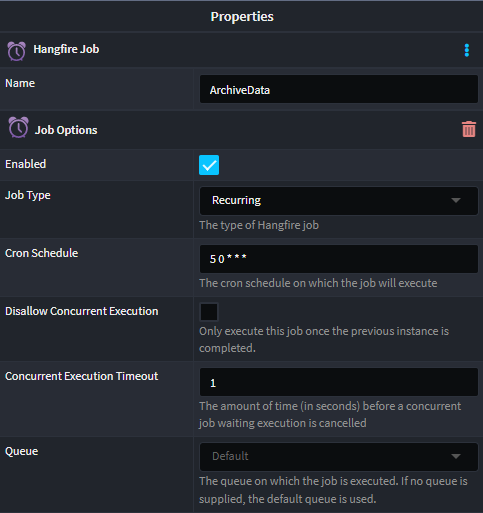 Properties
Hangfire Job
Name
ArchiveData
Job Options
Enabled
Job Type
Recurring
The type of Hangfire job
Cron Schedule
5 0 * * *
The cron schedule on which the job will execute
Disallow Concurrent Execution
Only execute this job once the previous instance is
completed.
Concurrent Execution Timeout
1
The amount of time (in seconds) before a concurrent
job waiting execution is cancelled
Queue
Default
The queue on which the job is executed. If no queue is
supplied, the default queue is used.